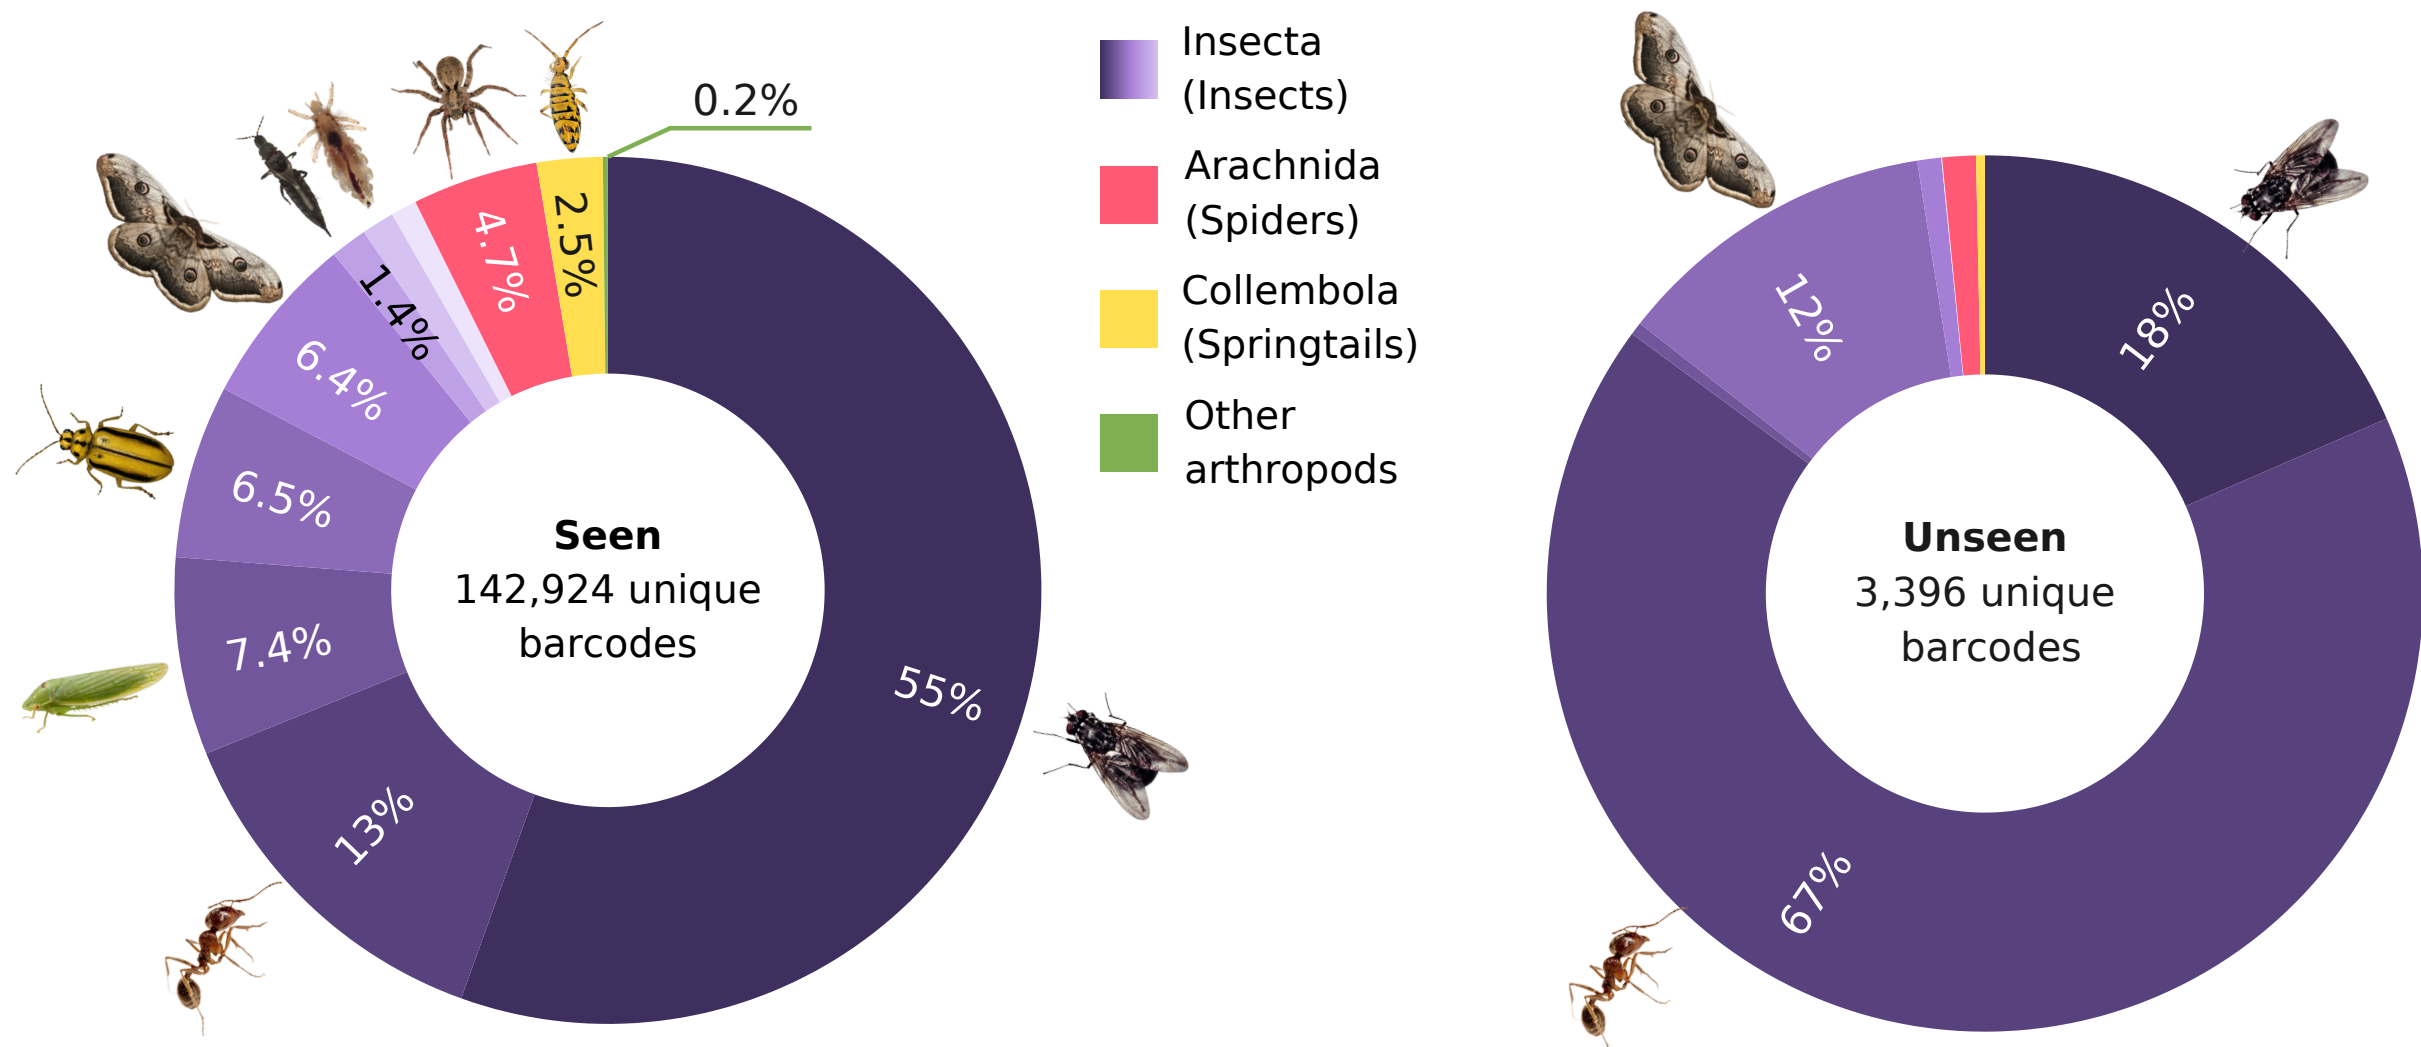 0.2%
2.5%
4.7%
1.4%
6.4%
6.5%
7.4%
13%
55%
Seen
142,924 unique
barcodes
Insecta
(Insects)
Arachnida
(Spiders)
Collembola
(Springtails)
Other
arthropods
18%
12%
67%
Unseen
3,396 unique
barcodes